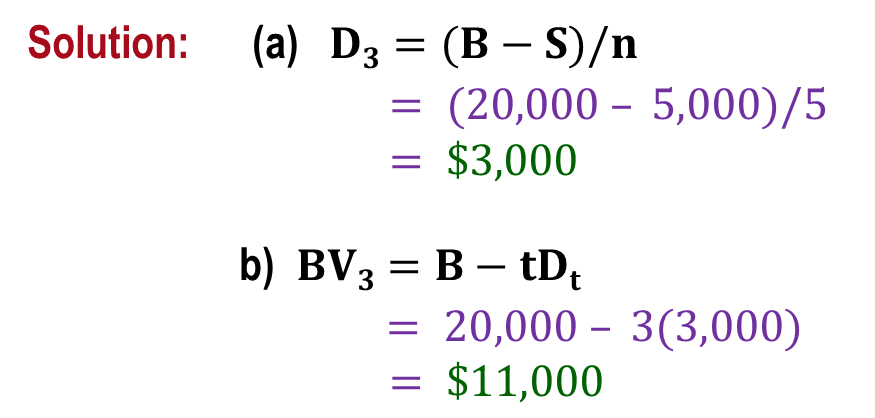 Solution: (a) D₃ = (B – S)/n
= (20,000 – 5,000)/5
= $3,000
b) BV₃ = B – tDₜ
= 20,000 – 3(3,000)
= $11,000